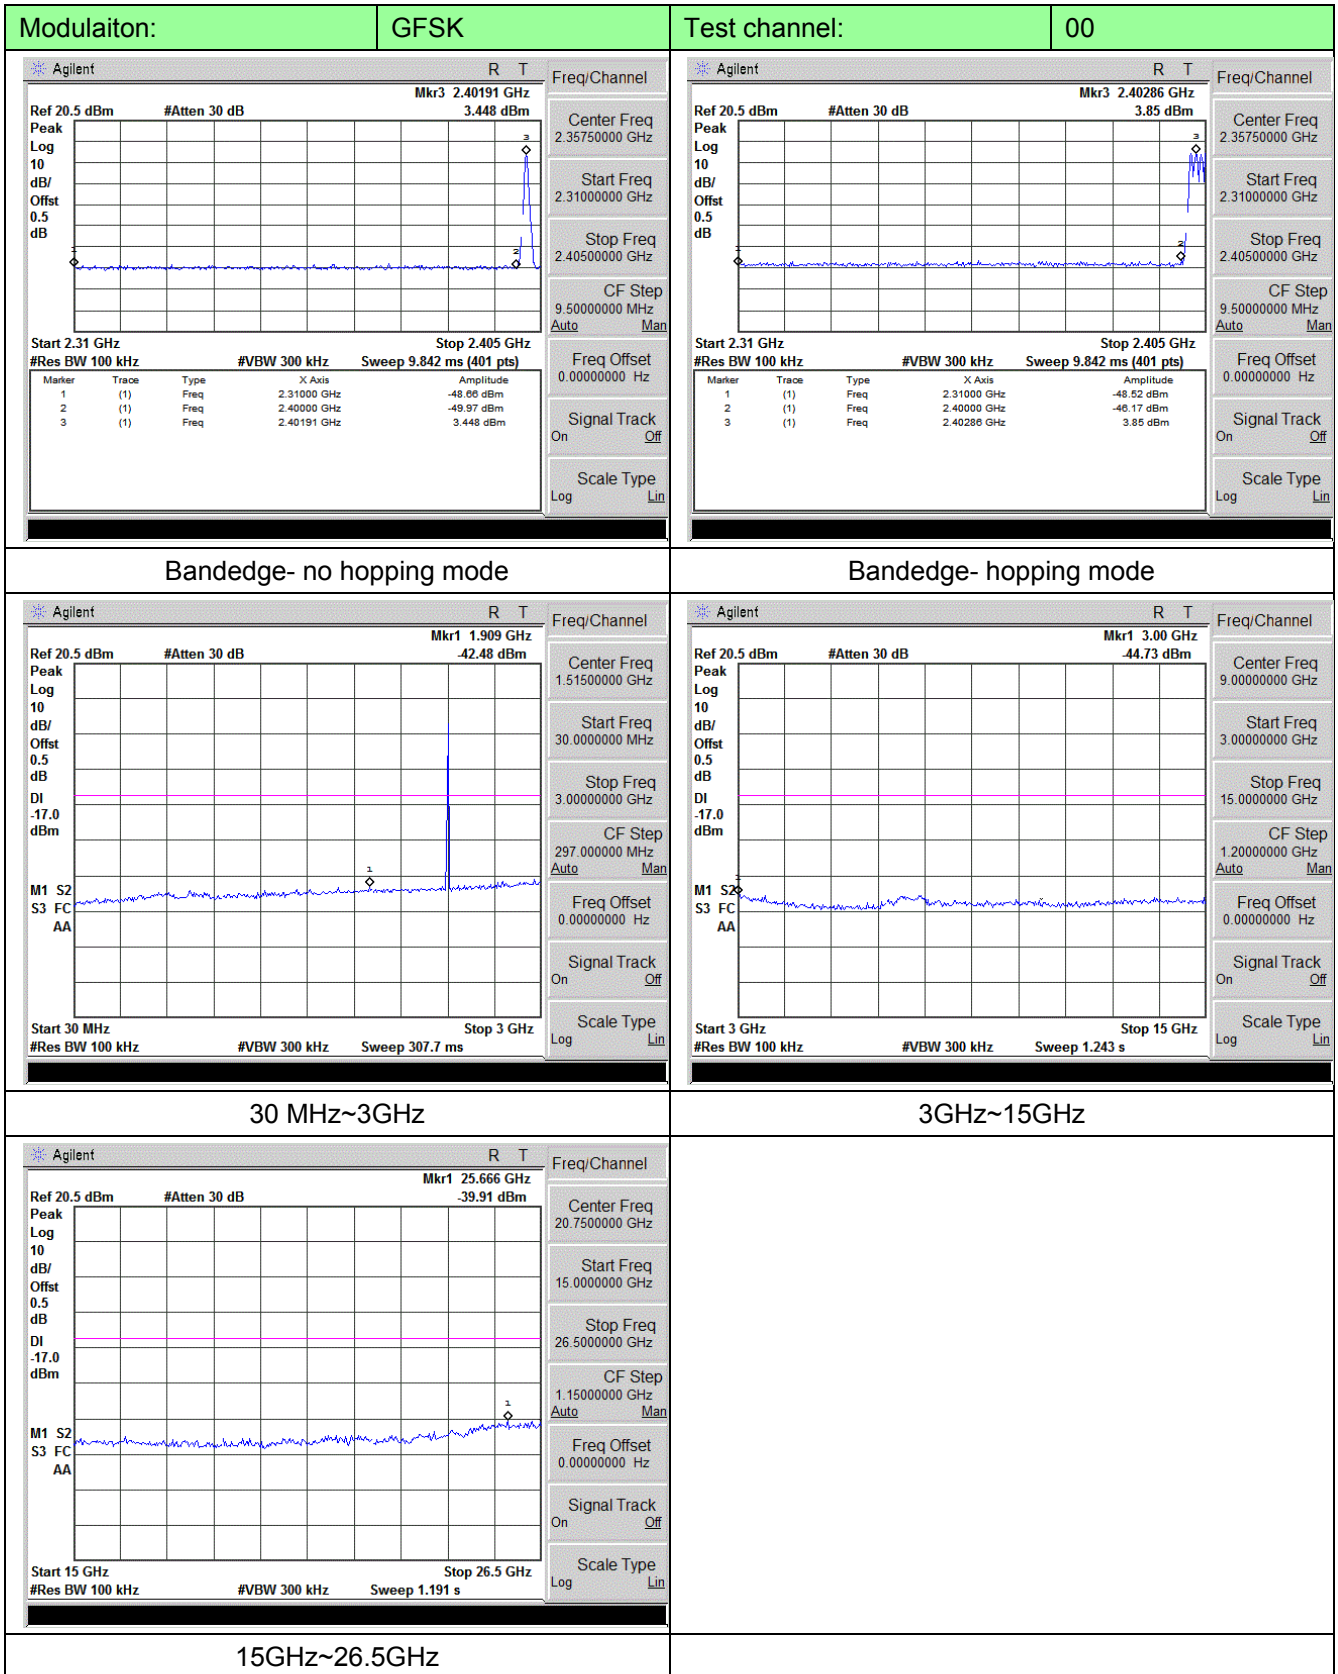 Modulaiton: GFSK Test channel: 00
Agilent R T
Mkr3 2.40191 GHz
Ref 20.5 dBm #Atten 30 dB 3.448 dBm
Peak
Log
10
dB/
Offst
0.5
dB
3
1
2
Start 2.31 GHz Stop 2.405 GHz
#Res BW 100 kHz #VBW 300 kHz Sweep 9.842 ms (401 pts)
Marker Trace Type X Axis Amplitude
1 (1) Freq 2.31000 GHz -48.66 dBm
2 (1) Freq 2.40000 GHz -49.97 dBm
3 (1) Freq 2.40191 GHz 3.448 dBm
Freq/Channel
Center Freq
2.35750000 GHz
Start Freq
2.31000000 GHz
Stop Freq
2.40500000 GHz
CF Step
9.50000000 MHz
Auto Man
Freq Offset
0.00000000 Hz
Signal Track
On Off
Scale Type
Log Lin
Agilent R T
Mkr3 2.40286 GHz
Ref 20.5 dBm #Atten 30 dB 3.85 dBm
Peak
Log
10
dB/
Offst
0.5
dB
3
1
2
Start 2.31 GHz Stop 2.405 GHz
#Res BW 100 kHz #VBW 300 kHz Sweep 9.842 ms (401 pts)
Marker Trace Type X Axis Amplitude
1 (1) Freq 2.31000 GHz -48.52 dBm
2 (1) Freq 2.40000 GHz -46.17 dBm
3 (1) Freq 2.40286 GHz 3.85 dBm
Freq/Channel
Center Freq
2.35750000 GHz
Start Freq
2.31000000 GHz
Stop Freq
2.40500000 GHz
CF Step
9.50000000 MHz
Auto Man
Freq Offset
0.00000000 Hz
Signal Track
On Off
Scale Type
Log Lin
Bandedge- no hopping mode Bandedge- hopping mode
Agilent R T
Mkr1 1.909 GHz
Ref 20.5 dBm #Atten 30 dB -42.48 dBm
Peak
Log
10
dB/
Offst
0.5
dB
DI
-17.0
dBm
1
M1 S2
S3 FC
AA
Start 30 MHz Stop 3 GHz
#Res BW 100 kHz #VBW 300 kHz Sweep 307.7 ms
Freq/Channel
Center Freq
1.51500000 GHz
Start Freq
30.0000000 MHz
Stop Freq
3.00000000 GHz
CF Step
297.000000 MHz
Auto Man
Freq Offset
0.00000000 Hz
Signal Track
On Off
Scale Type
Log Lin
Agilent R T
Mkr1 3.00 GHz
Ref 20.5 dBm #Atten 30 dB -44.73 dBm
Peak
Log
10
dB/
Offst
0.5
dB
DI
-17.0
dBm
1
M1 S2
S3 FC
AA
Start 3 GHz Stop 15 GHz
#Res BW 100 kHz #VBW 300 kHz Sweep 1.243 s
Freq/Channel
Center Freq
9.00000000 GHz
Start Freq
3.00000000 GHz
Stop Freq
15.0000000 GHz
CF Step
1.20000000 GHz
Auto Man
Freq Offset
0.00000000 Hz
Signal Track
On Off
Scale Type
Log Lin
30 MHz~3GHz 3GHz~15GHz
Agilent R T
Mkr1 25.666 GHz
Ref 20.5 dBm #Atten 30 dB -39.91 dBm
Peak
Log
10
dB/
Offst
0.5
dB
DI
-17.0
dBm
1
M1 S2
S3 FC
AA
Start 15 GHz Stop 26.5 GHz
#Res BW 100 kHz #VBW 300 kHz Sweep 1.191 s
Freq/Channel
Center Freq
20.7500000 GHz
Start Freq
15.0000000 GHz
Stop Freq
26.5000000 GHz
CF Step
1.15000000 GHz
Auto Man
Freq Offset
0.00000000 Hz
Signal Track
On Off
Scale Type
Log Lin
15GHz~26.5GHz